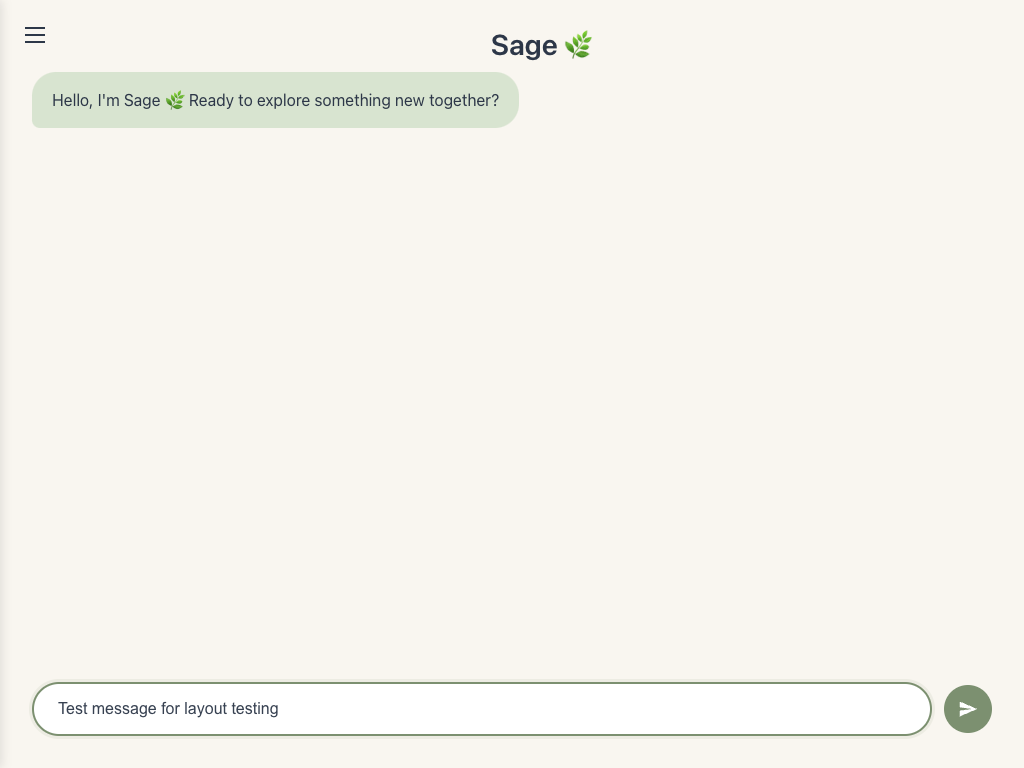 Sage 🌿
Hello, I'm Sage 🌿 Ready to explore something new together?
Test message for layout testing